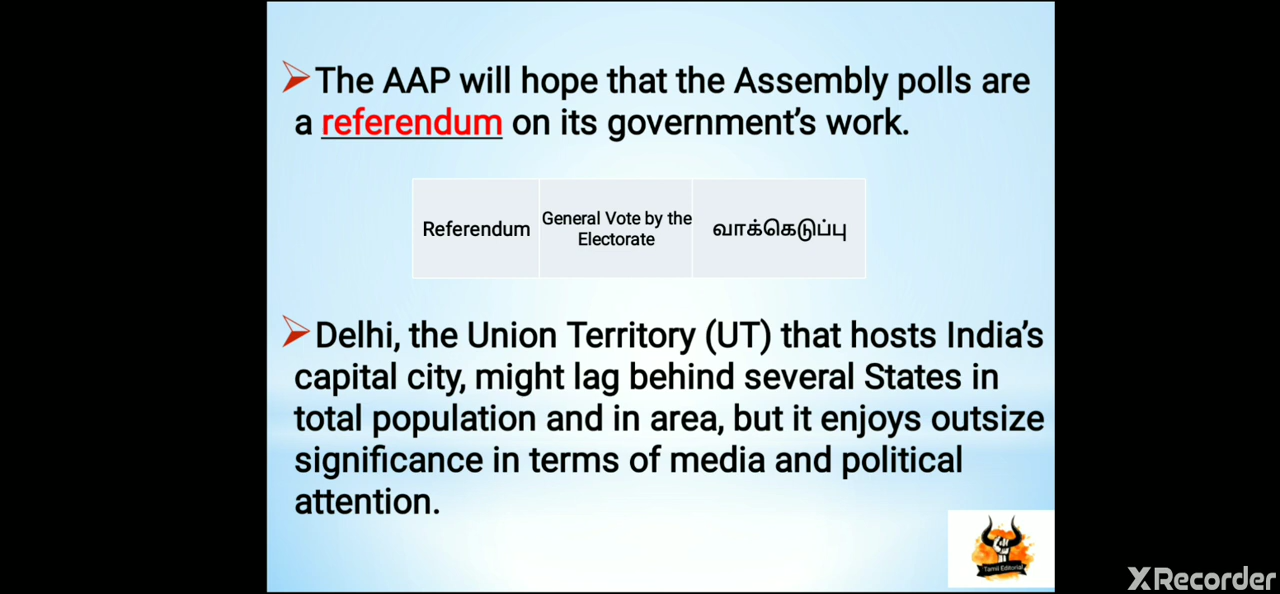 The AAP will hope that the Assembly polls are
a referendum on its government's work.
Referendum
General Vote by the
Electorate
வாக்கெடுப்பு
Delhi, the Union Territory (UT) that hosts India's
capital city, might lag behind several States in
total population and in area, but it enjoys outsize
significance in terms of media and political
attention.
Tamil Editorial
XRecorder